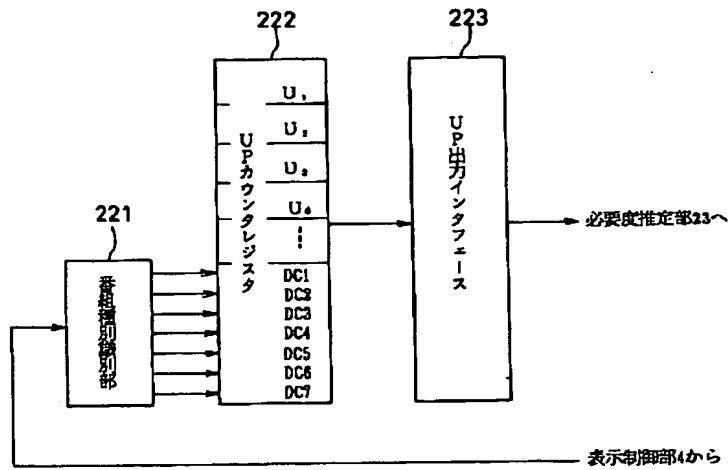 222
223
U₁
U₂
U₃
U₄
UPカウンタレジスタ
UP出力インタフェース
必要度推定部23へ
221
番組種別識別部
DC1
DC2
DC3
DC4
DC5
DC6
DC7
表示制御部4から